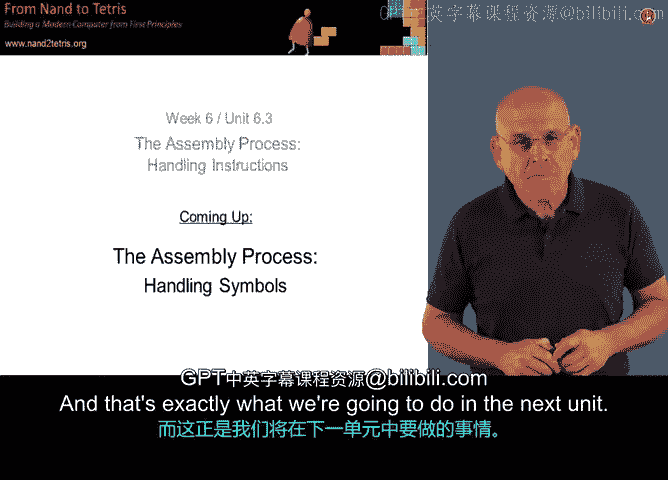 From Nand to Tetris
Building a Modern Computer from First Principles
www.nand2tetris.org
GPT中英字幕课程资源@bilibili.com
Week 6 / Unit 6.3
The Assembly Process:
Handling Instructions
Coming Up:
The Assembly Process:
Handling Symbols
GPT中英字幕课程资源@bilibili.com
And that's exactly what we're going to do in the next unit.
而这正是我们将在下一单元中要做的事情。